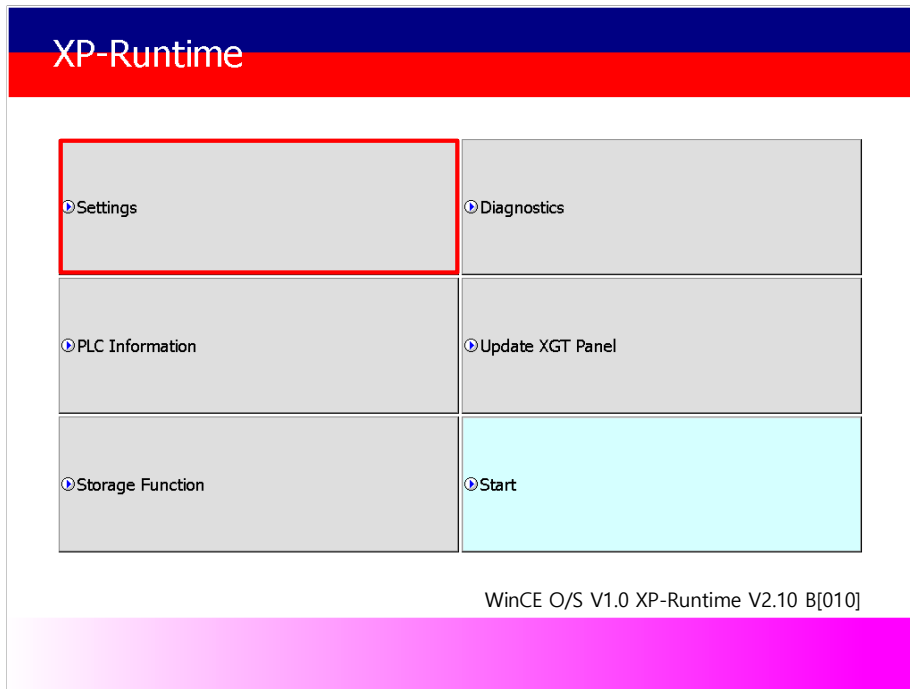 XP-Runtime
Settings
Diagnostics
PLC Information
Update XGT Panel
Storage Function
Start
WinCE O/S V1.0 XP-Runtime V2.10 B[010]